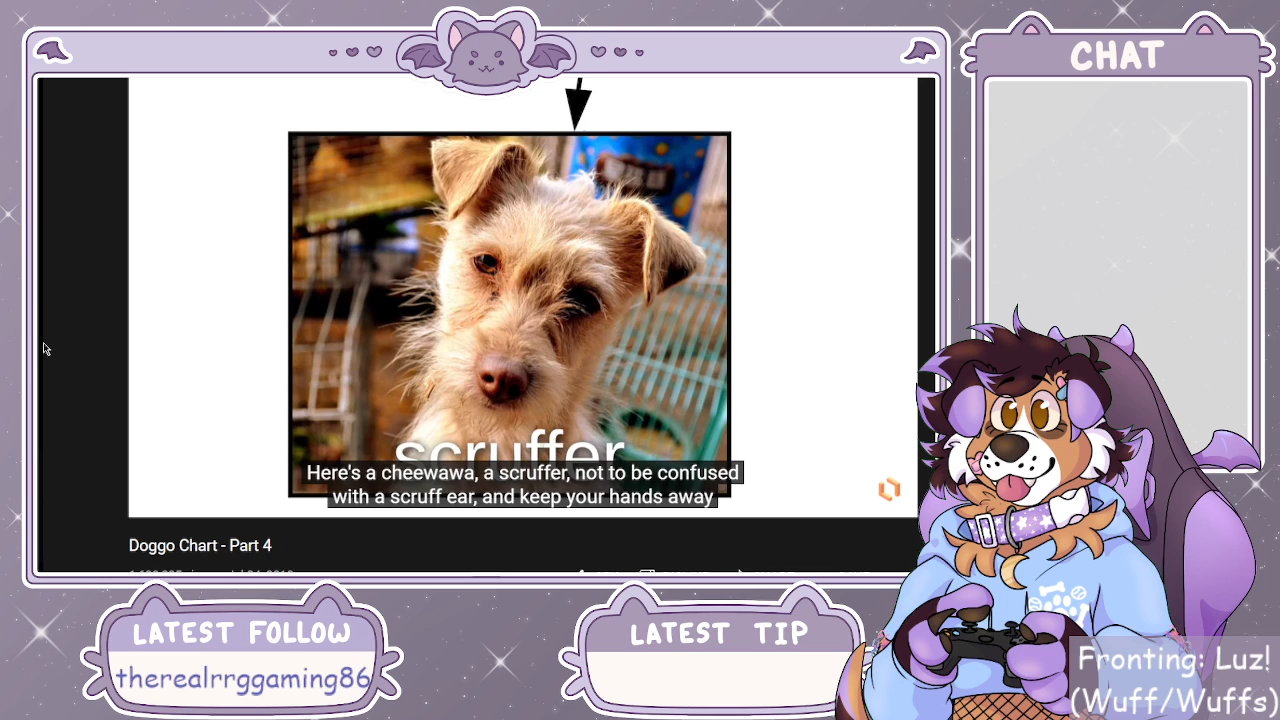 CHAT
scruffer
Here's a cheewawa, a scruffer, not to be confused
with a scruff ear, and keep your hands away
Doggo Chart - Part 4
LATEST FOLLOW
therealrrggaming86
LATEST TIP
Fronting: Luz!
(Wuff/Wuffs)